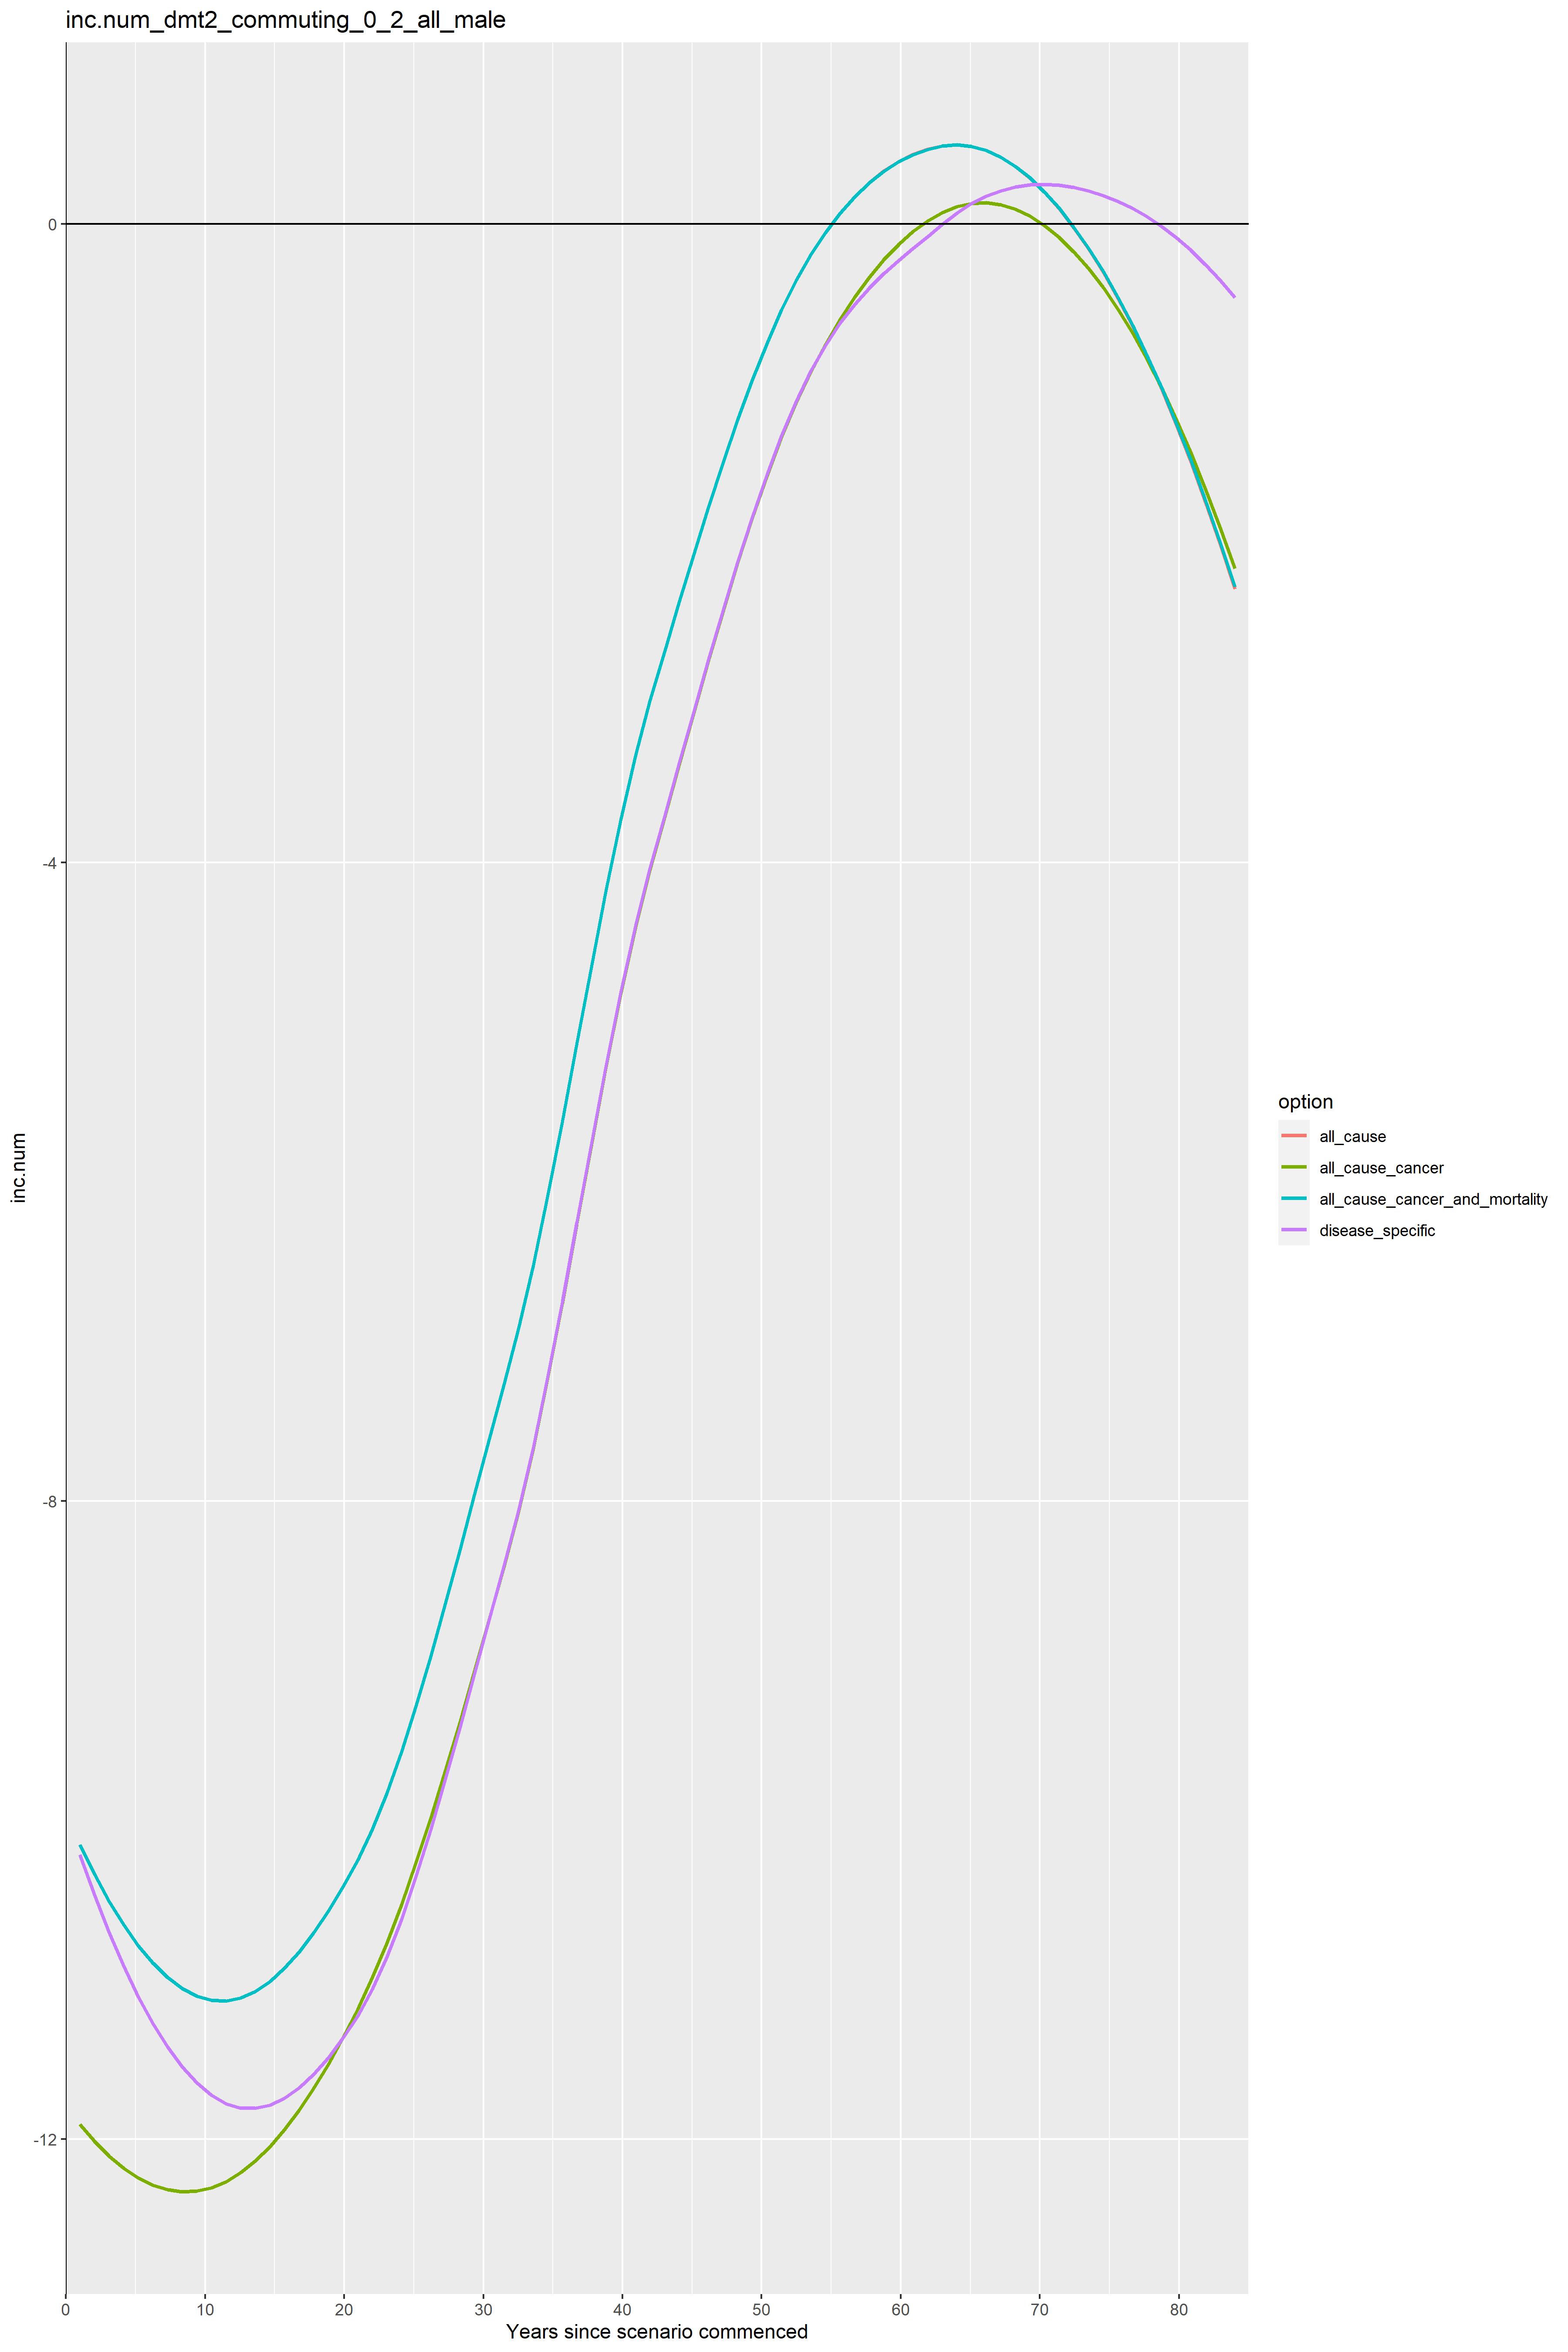 inc.num_dmt2_commuting_0_2_all_male
0
-4
-8
-12
inc.num
0 10 20 30 40 50 60 70 80
Years since scenario commenced
option
all_cause
all_cause_cancer
all_cause_cancer_and_mortality
disease_specific